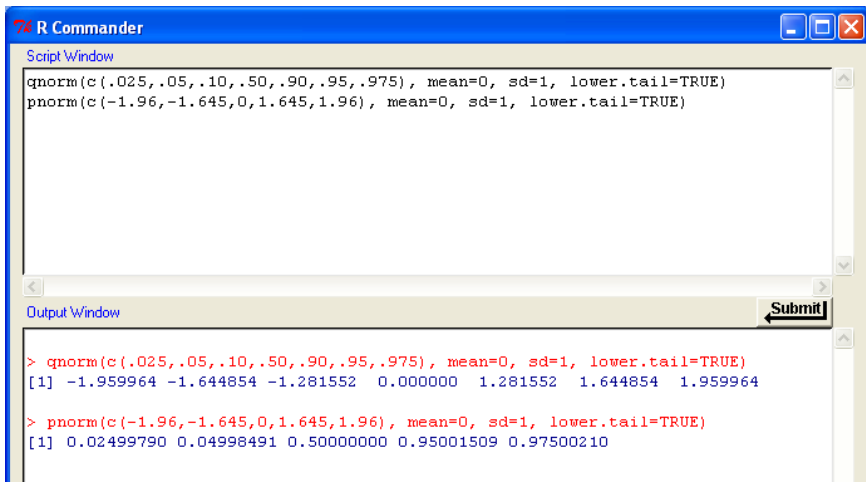 R Commander
Script Window
qnorm(c(.025,.05,.10,.50,.90,.95,.975), mean=0, sd=1, lower.tail=TRUE)
pnorm(c(-1.96,-1.645,0,1.645,1.96), mean=0, sd=1, lower.tail=TRUE)
Output Window
Submit
> qnorm(c(.025,.05,.10,.50,.90,.95,.975), mean=0, sd=1, lower.tail=TRUE)
[1] -1.959964 -1.644854 -1.281552  0.000000  1.281552  1.644854  1.959964
> pnorm(c(-1.96,-1.645,0,1.645,1.96), mean=0, sd=1, lower.tail=TRUE)
[1] 0.02499790 0.04998491 0.50000000 0.95001509 0.97500210